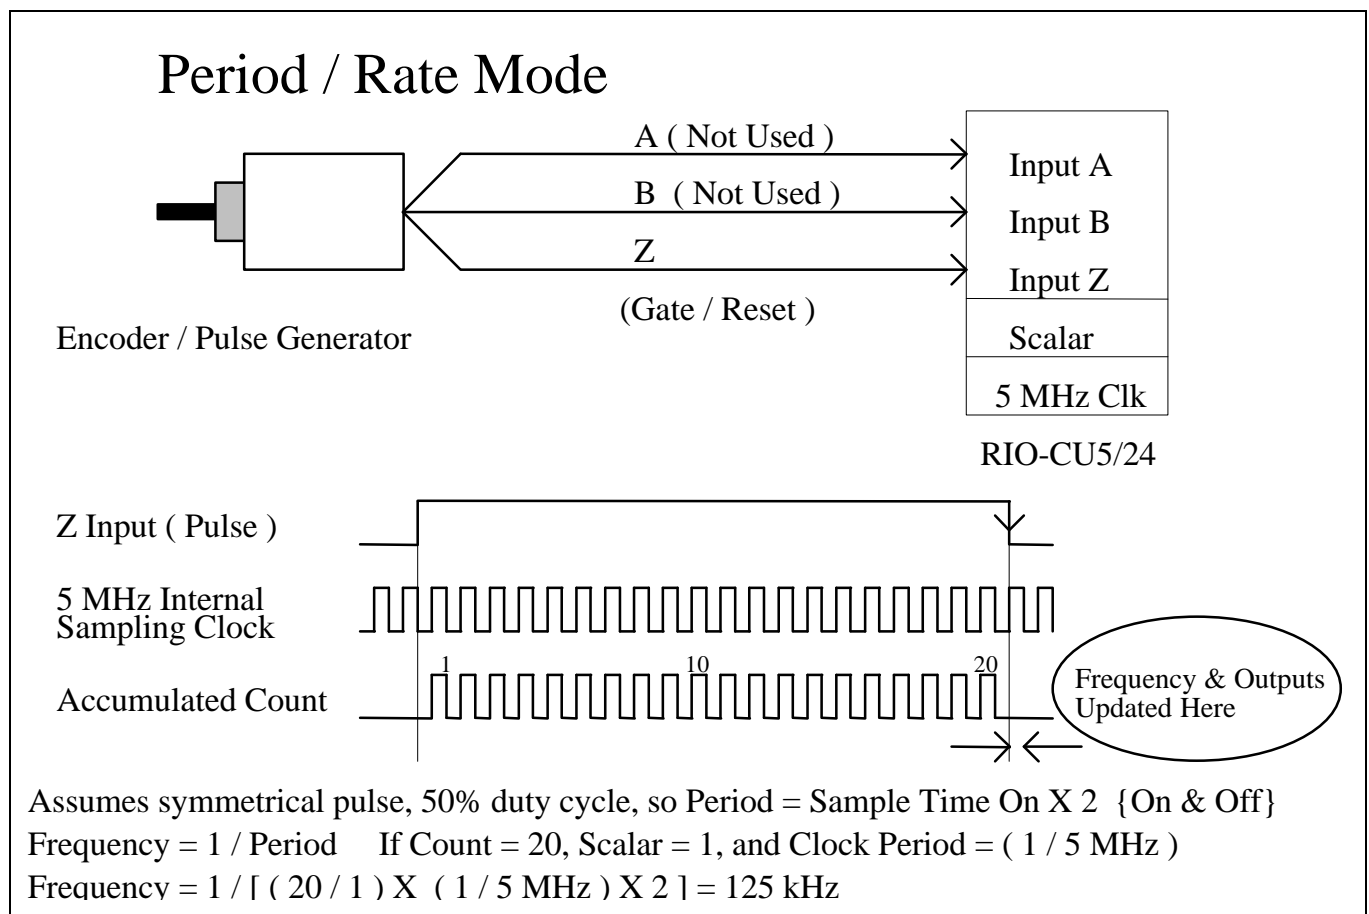 Period / Rate Mode
A ( Not Used )
B ( Not Used )
Z
(Gate / Reset )
Encoder / Pulse Generator
Input A
Input B
Input Z
Scalar
5 MHz Clk
RIO-CU5/24
Z Input ( Pulse )
5 MHz Internal
Sampling Clock
1 10 20
Accumulated Count
Frequency & Outputs
Updated Here
Assumes symmetrical pulse, 50% duty cycle, so Period = Sample Time On X 2 {On & Off}
Frequency = 1 / Period If Count = 20, Scalar = 1, and Clock Period = ( 1 / 5 MHz )
Frequency = 1 / [ ( 20 / 1 ) X ( 1 / 5 MHz ) X 2 ] = 125 kHz